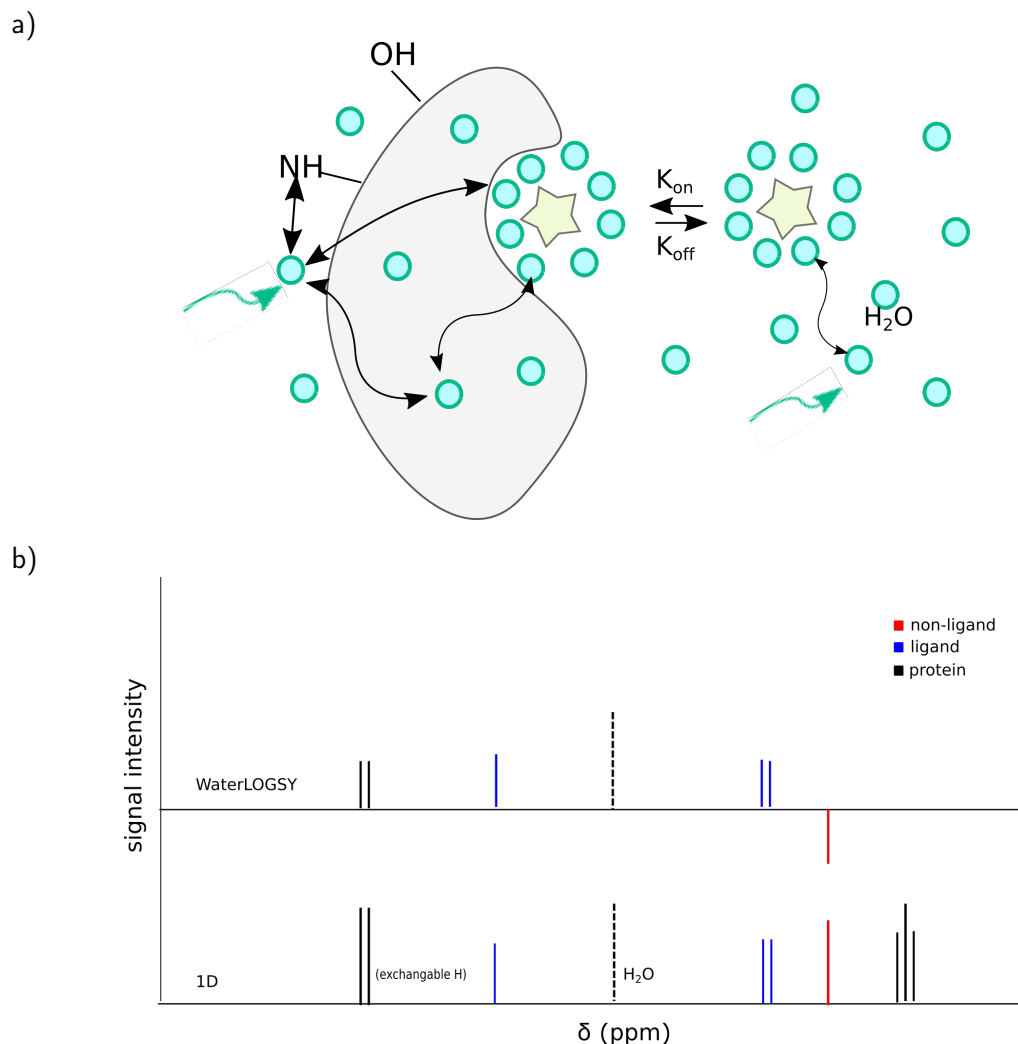 a)
OH
NH
Kon
Koff
H2O
b)
signal intensity
non-ligand
ligand
protein
WaterLOGSY
1D
(exchangable H)
H2O
δ (ppm)